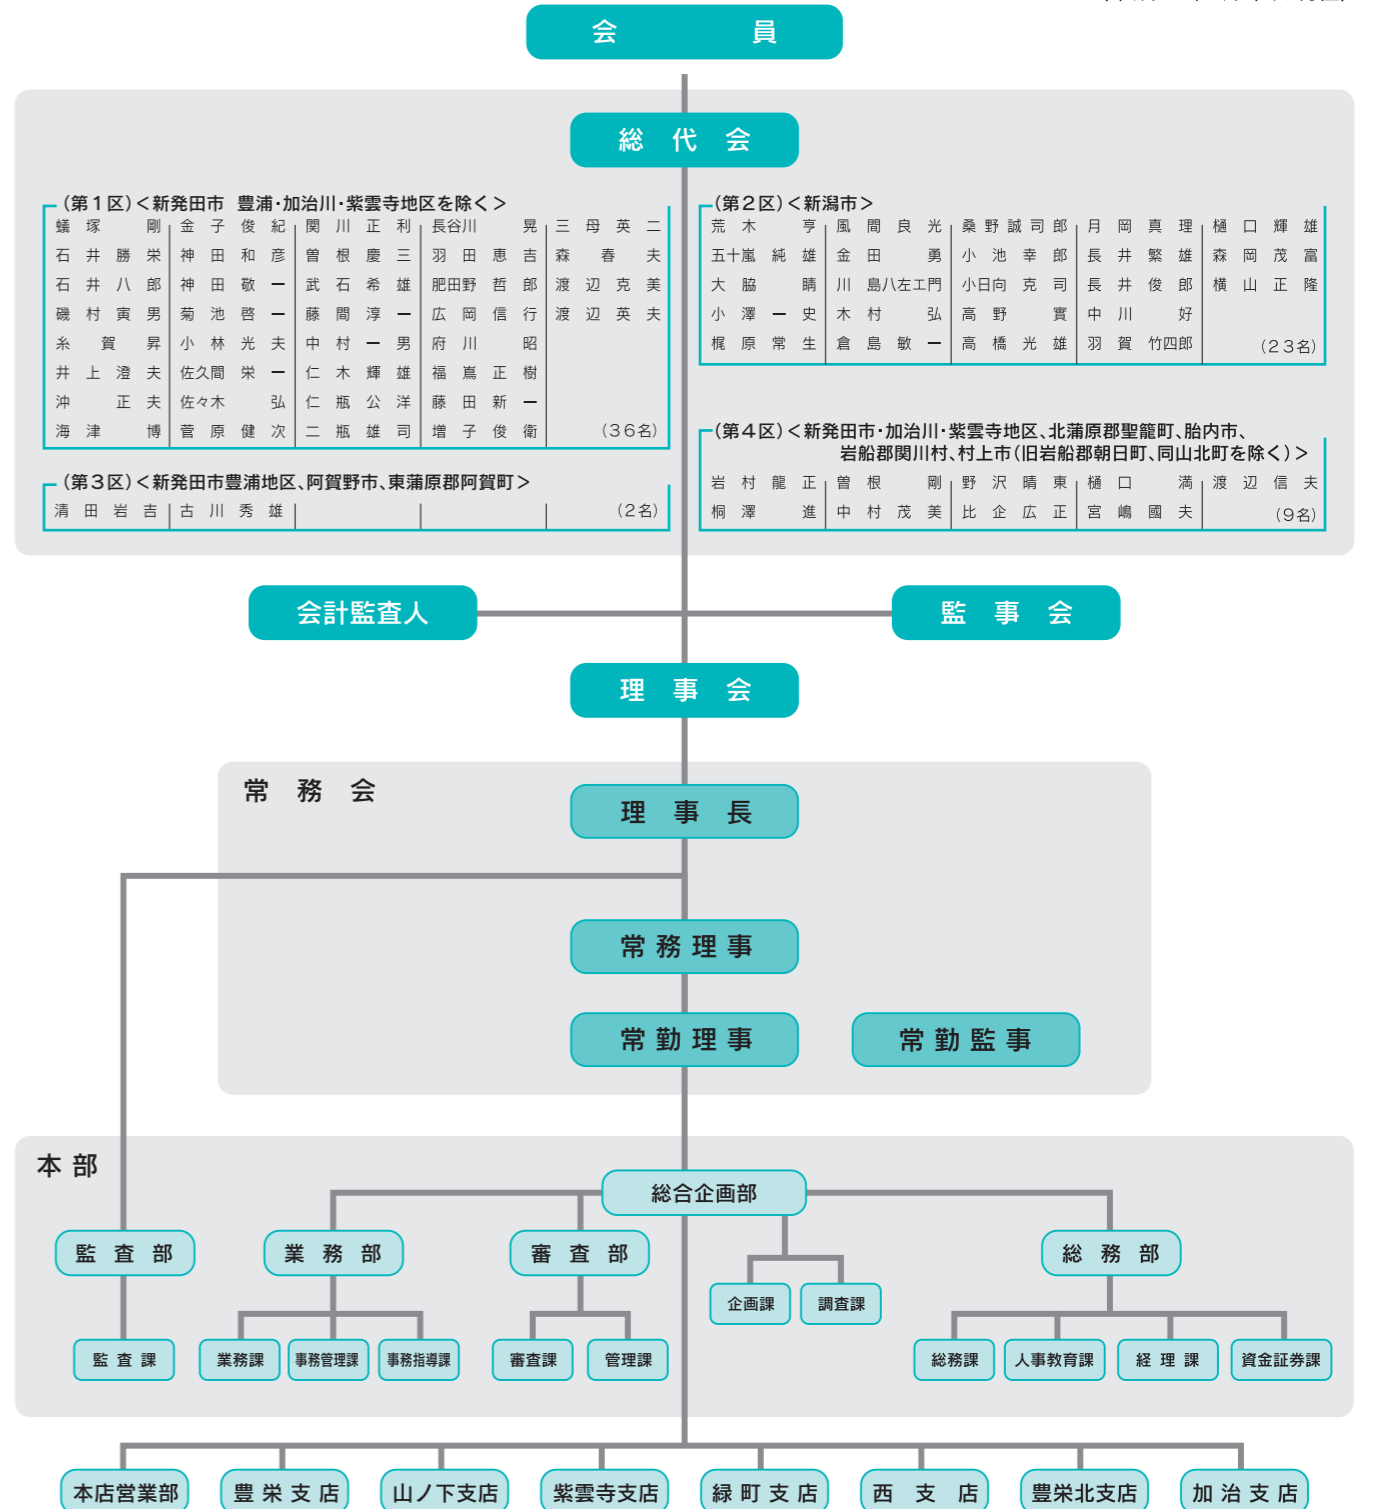 会員
総代会
(第1区)<新発田市 豊浦・加治川・紫雲寺地区を除く>
蟻塚剛 金子俊紀 関川正利 長谷川晃 三母英二
石井勝栄 神田和彦 曽根慶三 羽田恵吉 森春夫
石井八郎 神田敬一 武石希雄 肥田野哲郎 渡辺克美
磯村寅男 菊池啓一 藤間淳一 広岡信行 渡辺英夫
糸賀昇 小林光夫 中村一男 府川昭
井上澄夫 佐久間栄一 仁木輝雄 福嶌正樹
沖正夫 佐々木弘 仁瓶公洋 藤田新一
海津博 菅原健次 二瓶雄司 増子俊衛 (36名)
(第2区)<新潟市>
荒木亨 風間良光 桑野誠司郎 月岡真理 樋口輝雄
五十嵐純雄 金田勇 小池幸郎 長井繁雄 森岡茂富
大脇晴 川島八左エ門 小日向克司 長井俊郎 横山正隆
小澤一史 木村弘 高野實 中川好
梶原常生 倉島敏一 高橋光雄 羽賀竹四郎 (23名)
(第3区)<新発田市豊浦地区、阿賀野市、東蒲原郡阿賀町>
清田岩吉 古川秀雄 (2名)
(第4区)<新発田市・加治川・紫雲寺地区、北蒲原郡聖籠町、胎内市、
岩船郡関川村、村上市(旧岩船郡朝日町、同山北町を除く)>
岩村龍正 曽根剛 野沢晴東 樋口満 渡辺信夫
桐澤進 中村茂美 比企広正 宮嶋國夫 (9名)
会計監査人 監事会
理事会
常務会
理事長
常務理事
常勤理事 常勤監事
本部
総合企画部
監査部 業務部 審査部 総務部
企画課 調査課
監査課 業務課 事務管理課 事務指導課 審査課 管理課 総務課 人事教育課 経理課 資金証券課
本店営業部 豊栄支店 山ノ下支店 紫雲寺支店 緑町支店 西支店 豊栄北支店 加治支店